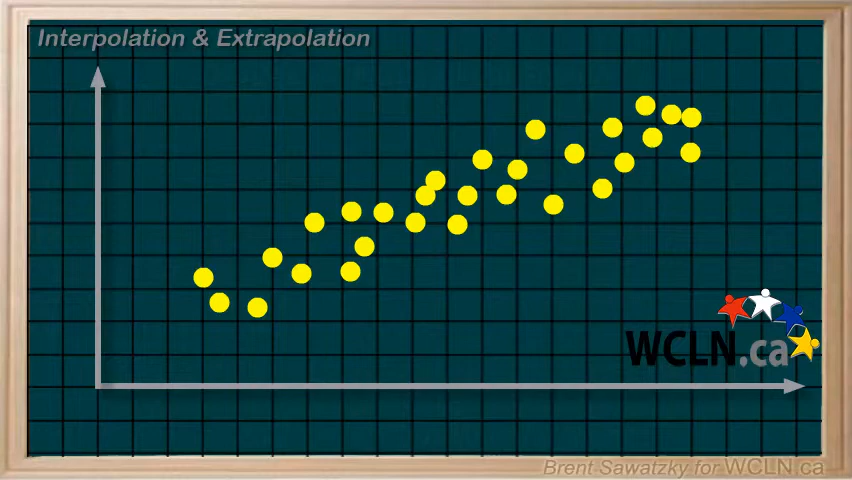 Interpolation & Extrapolation
WCLN.ca
Brent Sawatzky for WCLN.ca